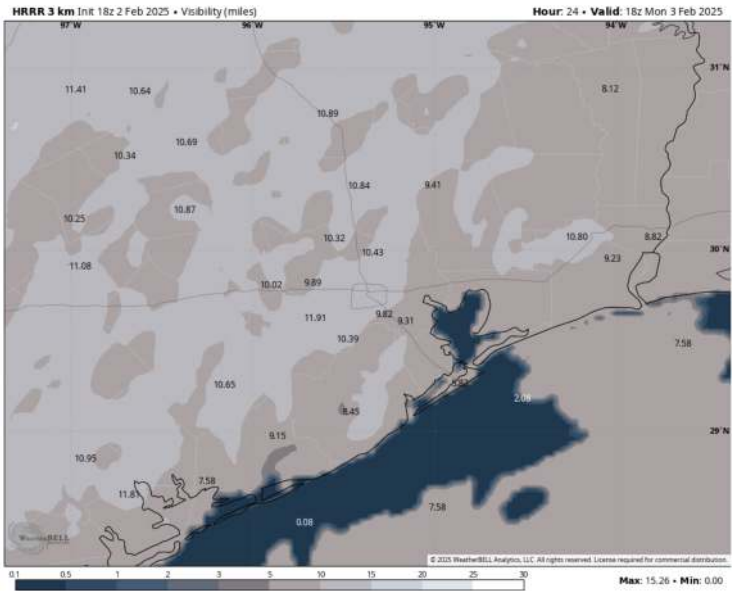 HRRR 3 km Init 18z 2 Feb 2025 • Visibility (miles)
Hour: 24 • Valid: 18z Mon 3 Feb 2025
97°W 96°W 95°W 94°W
31°N
11.41 10.64 8.12
10.89
10.69
10.34
10.84 9.41
10.87
10.25
10.32 10.80 8.82
30°N
10.43
9.23
11.08
10.02 9.89
11.91 9.82
9.31
10.39 7.58
10.65
2.08
8.45
9.15
29°N
10.95
7.58
11.81
7.58
0.08
WeatherBELL
© 2025 WeatherBELL Analytics, LLC. All rights reserved. License required for commercial distribution.
0.1 0.5 1 2 3 5 10 15 20 25 30
Max: 15.26 • Min: 0.00